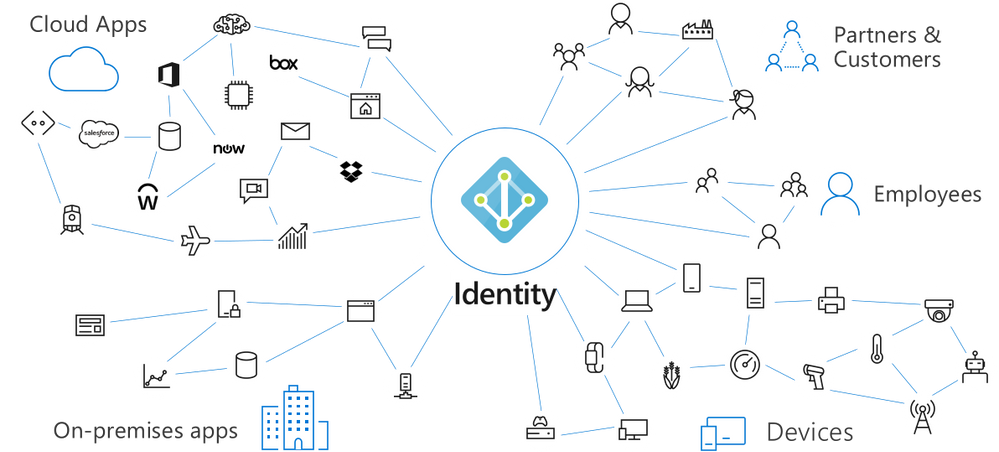 Cloud Apps
box
salesforce
now
W
Partners &
Customers
Employees
Identity
On-premises apps
Devices